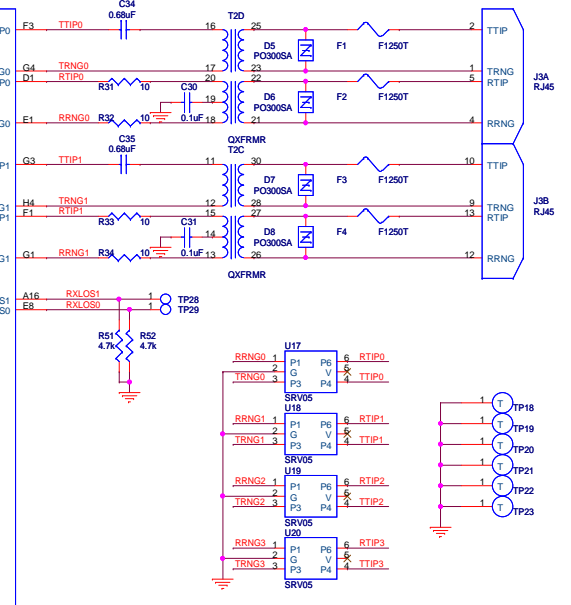 C34 T2D
0.68uF
P0 F3 TTIP0 16 25 2 TTIP
D5
PO300SA F1 F1250T
G0 G4 TRNG0 17 23 1 TRNG
P0 D1 RTIP0 20 22 5 RTIP
J3A
RJ45
R31 10 C30 19 D6
PO300SA F2 F1250T
0.1uF
G0 E1 RRNG0 R32 10 18 21 4 RRNG
QXFRMR
C35 T2C
0.68uF
P1 G3 TTIP1 11 30 10 TTIP
D7
PO300SA F3 F1250T
G1 H4 TRNG1 12 28 9 TRNG
P1 F1 RTIP1 15 27 13 RTIP
J3B
RJ45
R33 10 C31 14 D8
PO300SA F4 F1250T
0.1uF
G1 G1 RRNG1 R34 10 13 26 12 RRNG
QXFRMR
S1 A16 RXLOS1 1 TP28
S0 E8 RXLOS0 1 TP29
R51 R52
4.7k 4.7k
U17
RRNG0 1 P1 P6 6 RTIP0
2 G V 5
TRNG0 3 P3 P4 4 TTIP0
SRV05
U18
RRNG1 1 P1 P6 6 RTIP1
2 G V 5
TRNG1 3 P3 P4 4 TTIP1
SRV05
U19
RRNG2 1 P1 P6 6 RTIP2
2 G V 5
TRNG2 3 P3 P4 4 TTIP2
SRV05
U20
RRNG3 1 P1 P6 6 RTIP3
2 G V 5
TRNG3 3 P3 P4 4 TTIP3
SRV05
1 T TP18
1 T TP19
1 T TP20
1 T TP21
1 T TP22
1 T TP23